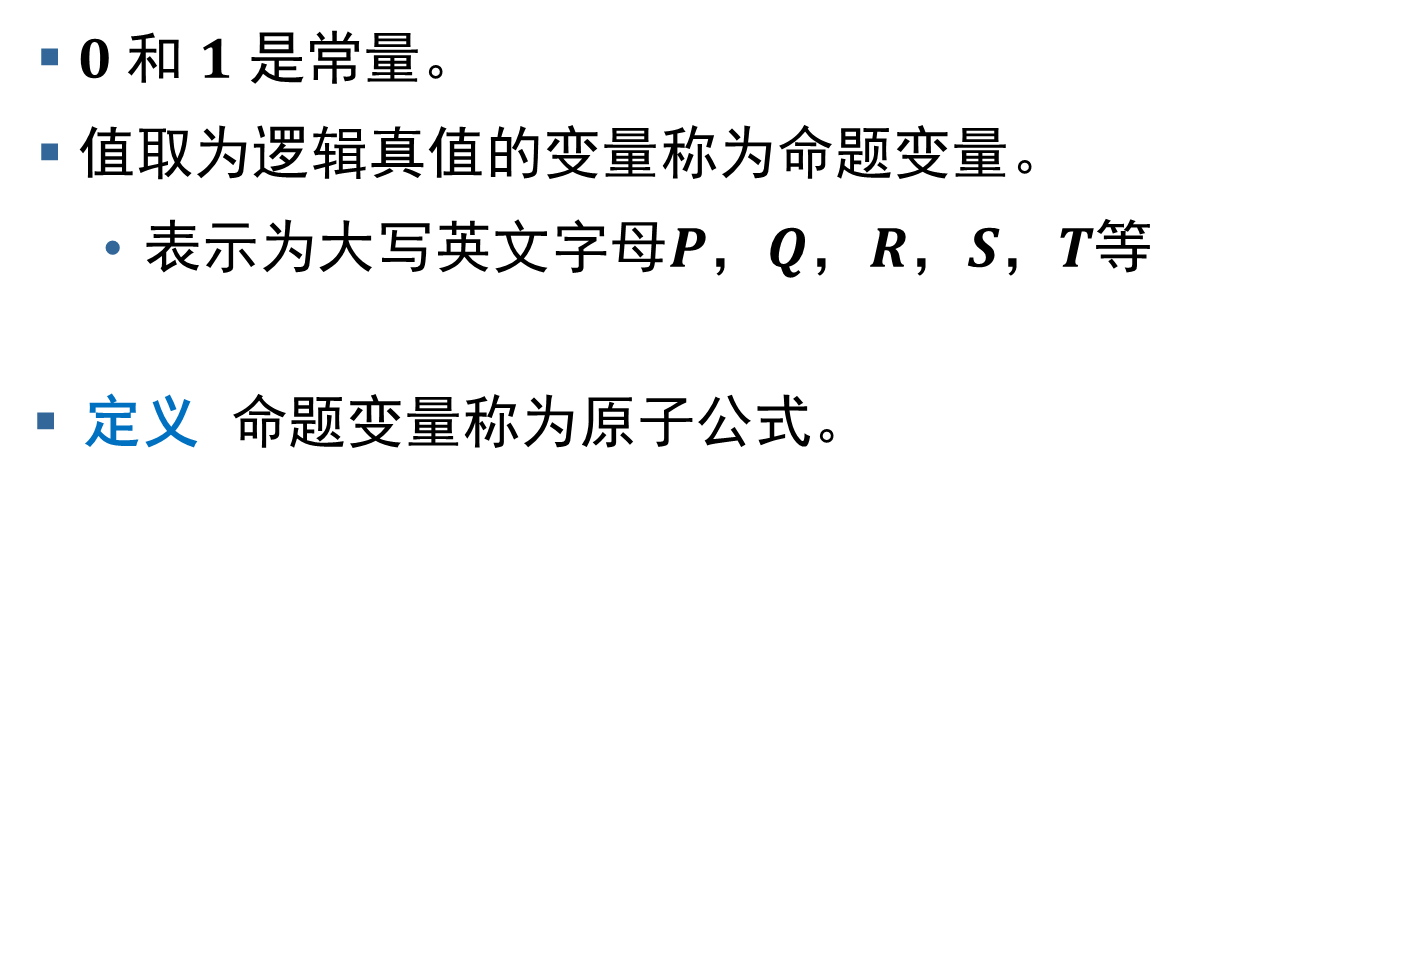 ▪ 0 和 1 是常量。
▪ 值取为逻辑真值的变量称为命题变量。
• 表示为大写英文字母P，Q，R，S，T等
▪ 定义 命题变量称为原子公式。